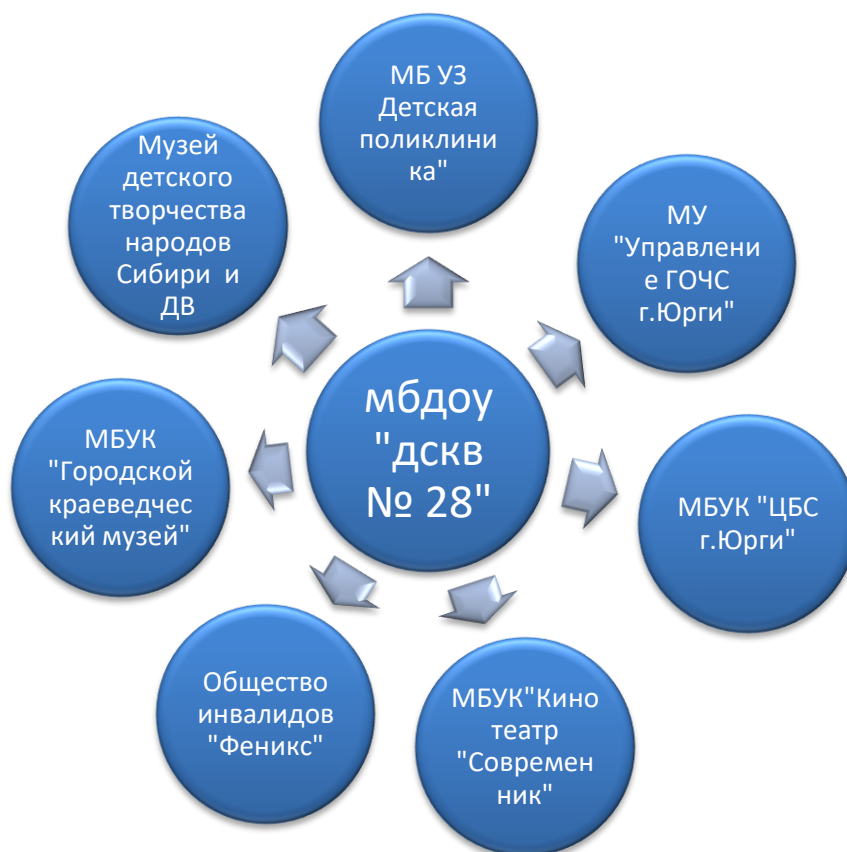 МБ УЗ
Детская
поликлини
ка"
МУ
"Управлени
е ГОЧС
г.Юрги"
МБУК "ЦБС
г.Юрги"
МБУК"Кино
театр
"Современ
ник"
Общество
инвалидов
"Феникс"
МБУК
"Городской
краеведчес
кий музей"
Музей
детского
творчества
народов
Сибири и
ДВ
мбдоу
"дскв
№ 28"